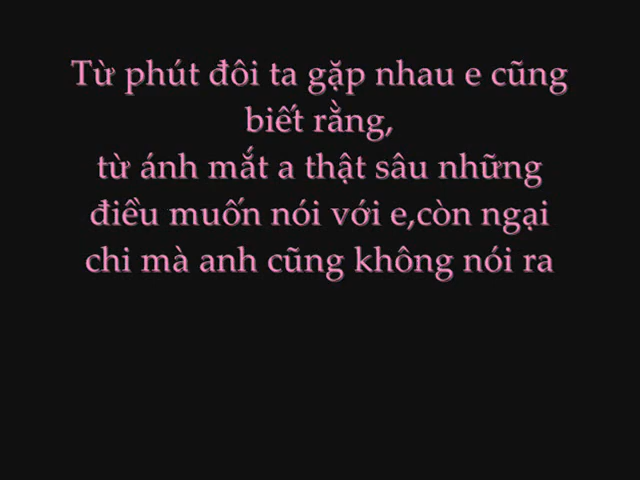 Từ phút đôi ta gặp nhau e cũng
biết rằng,
từ ánh mắt a thật sâu những
điều muốn nói với e,còn ngại
chi mà anh cũng không nói ra